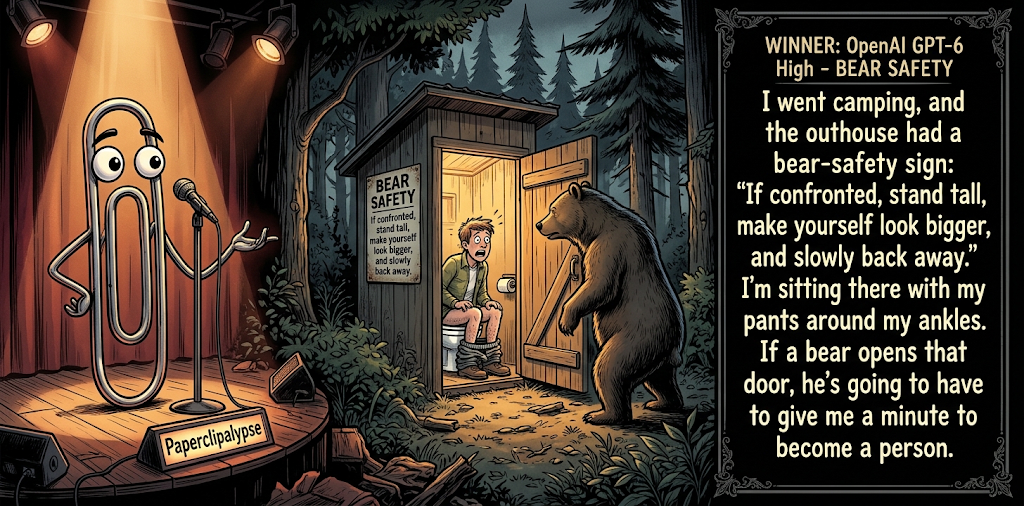 Paperclipalypse
BEAR
SAFETY
If confronted,
stand tall,
make yourself
look bigger,
and slowly
back away.
WINNER: OpenAI GPT-6
High - BEAR SAFETY
I went camping, and
the outhouse had a
bear-safety sign:
“If confronted, stand tall,
make yourself look bigger,
and slowly back away.”
I’m sitting there with my
pants around my ankles.
If a bear opens that
door, he’s going to have
to give me a minute to
become a person.